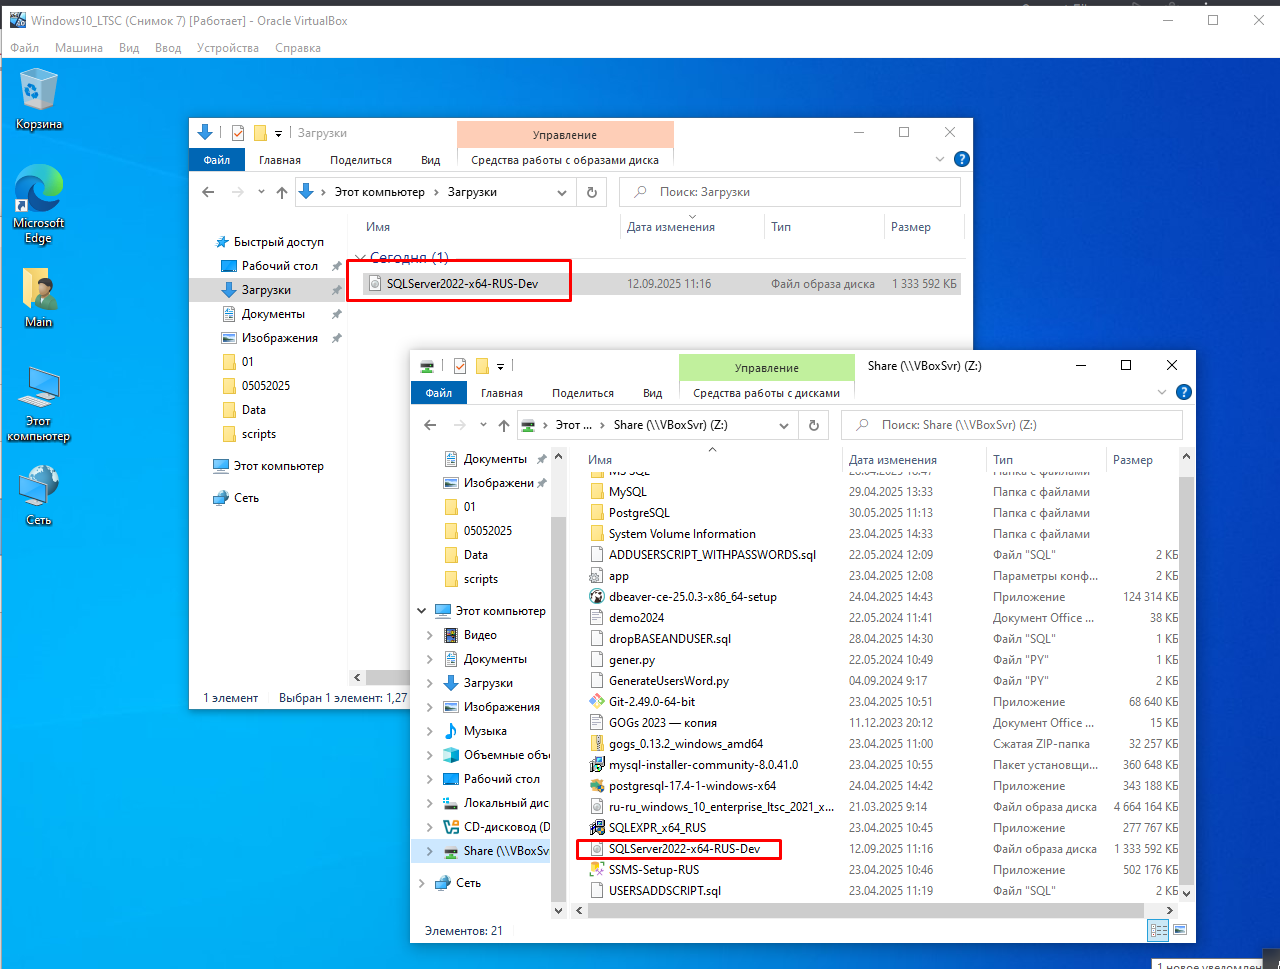 Windows10_LTSC (Снимок 7) [Работает] - Oracle VirtualBox
Файл Машина Вид Ввод Устройства Справка
Корзина
Microsoft Edge
Main
Этот компьютер
Сеть
Загрузки
Управление
Файл Главная Поделиться Вид Средства работы с образами диска
Этот компьютер Загрузки
Поиск: Загрузки
Имя Дата изменения Тип Размер
Быстрый доступ
Рабочий стол
Загрузки
Документы
Изображения
01
05052025
Data
scripts
Этот компьютер
Сеть
Сегодня (1)
SQLServer2022-x64-RUS-Dev 12.09.2025 11:16 Файл образа диска 1 333 592 КБ
1 элемент Выбран 1 элемент: 1,27
Управление Share (\\VBoxSvr) (Z:)
Файл Главная Поделиться Вид Средства работы с дисками
Этот ... Share (\\VBoxSvr) (Z:)
Поиск: Share (\\VBoxSvr) (Z:)
Документы
Изображени
01
05052025
Data
scripts
Этот компьютер
Видео
Документы
Загрузки
Изображения
Музыка
Объемные объ
Рабочий стол
Локальный дис
CD-дисковод (D
Share (\\VBoxSv
Сеть
Имя Дата изменения Тип Размер
MySQL 29.04.2025 13:33 Папка с файлами
PostgreSQL 30.05.2025 11:13 Папка с файлами
System Volume Information 23.04.2025 14:33 Папка с файлами
ADDUSERSCRIPT_WITHPASSWORDS.sql 22.05.2024 12:09 Файл "SQL" 2 КБ
app 23.04.2025 12:08 Параметры конф... 2 КБ
dbeaver-ce-25.0.3-x86_64-setup 24.04.2025 14:43 Приложение 124 314 КБ
demo2024 22.05.2024 11:41 Документ Office ... 38 КБ
dropBASEANDUSER.sql 28.05.2024 14:30 Файл "SQL" 1 КБ
gener.py 22.05.2024 10:49 Файл "PY" 1 КБ
GenerateUsersWord.py 04.09.2024 9:17 Файл "PY" 2 КБ
Git-2.49.0-64-bit 23.04.2025 10:51 Приложение 68 640 КБ
GOGs 2023 — копия 11.12.2023 20:12 Документ Office ... 15 КБ
gogs_0.13.2_windows_amd64 23.04.2025 11:00 Сжатая ZIP-папка 32 257 КБ
mysql-installer-community-8.0.41.0 23.04.2025 10:55 Пакет установщи... 360 648 КБ
postgresql-17.4-1-windows-x64 24.04.2025 14:42 Приложение 343 188 КБ
ru-ru_windows_10_enterprise_ltsc_2021_x... 21.03.2025 9:14 Файл образа диска 4 664 164 КБ
SQLEXPR_x64_RUS 23.04.2025 10:45 Приложение 277 767 КБ
SQLServer2022-x64-RUS-Dev 12.09.2025 11:16 Файл образа диска 1 333 592 КБ
SSMS-Setup-RUS 23.04.2025 10:46 Приложение 502 176 КБ
USERSADDSCRIPT.sql 23.04.2025 11:19 Файл "SQL" 2 КБ
Элементов: 21
1 новое уведомлен